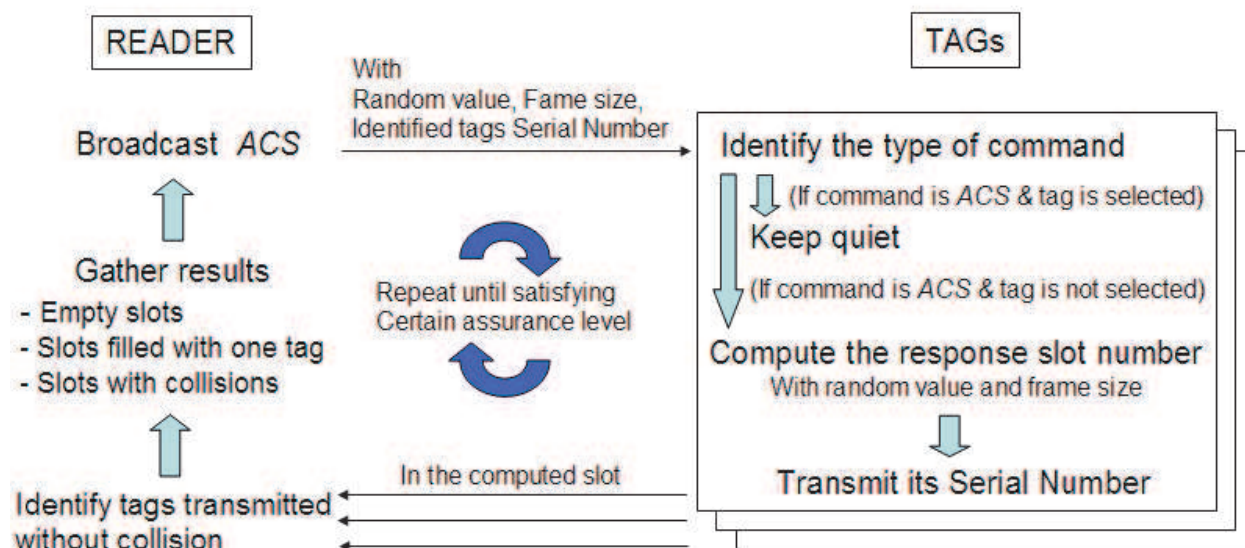 READER
TAGs
With
Random value, Fame size,
Identified tags Serial Number
Broadcast ACS
Identify the type of command
(If command is ACS & tag is selected)
Keep quiet
Gather results
- Empty slots
- Slots filled with one tag
- Slots with collisions
Repeat until satisfying
Certain assurance level
(If command is ACS & tag is not selected)
Compute the response slot number
With random value and frame size
In the computed slot
Transmit its Serial Number
Identify tags transmitted
without collision